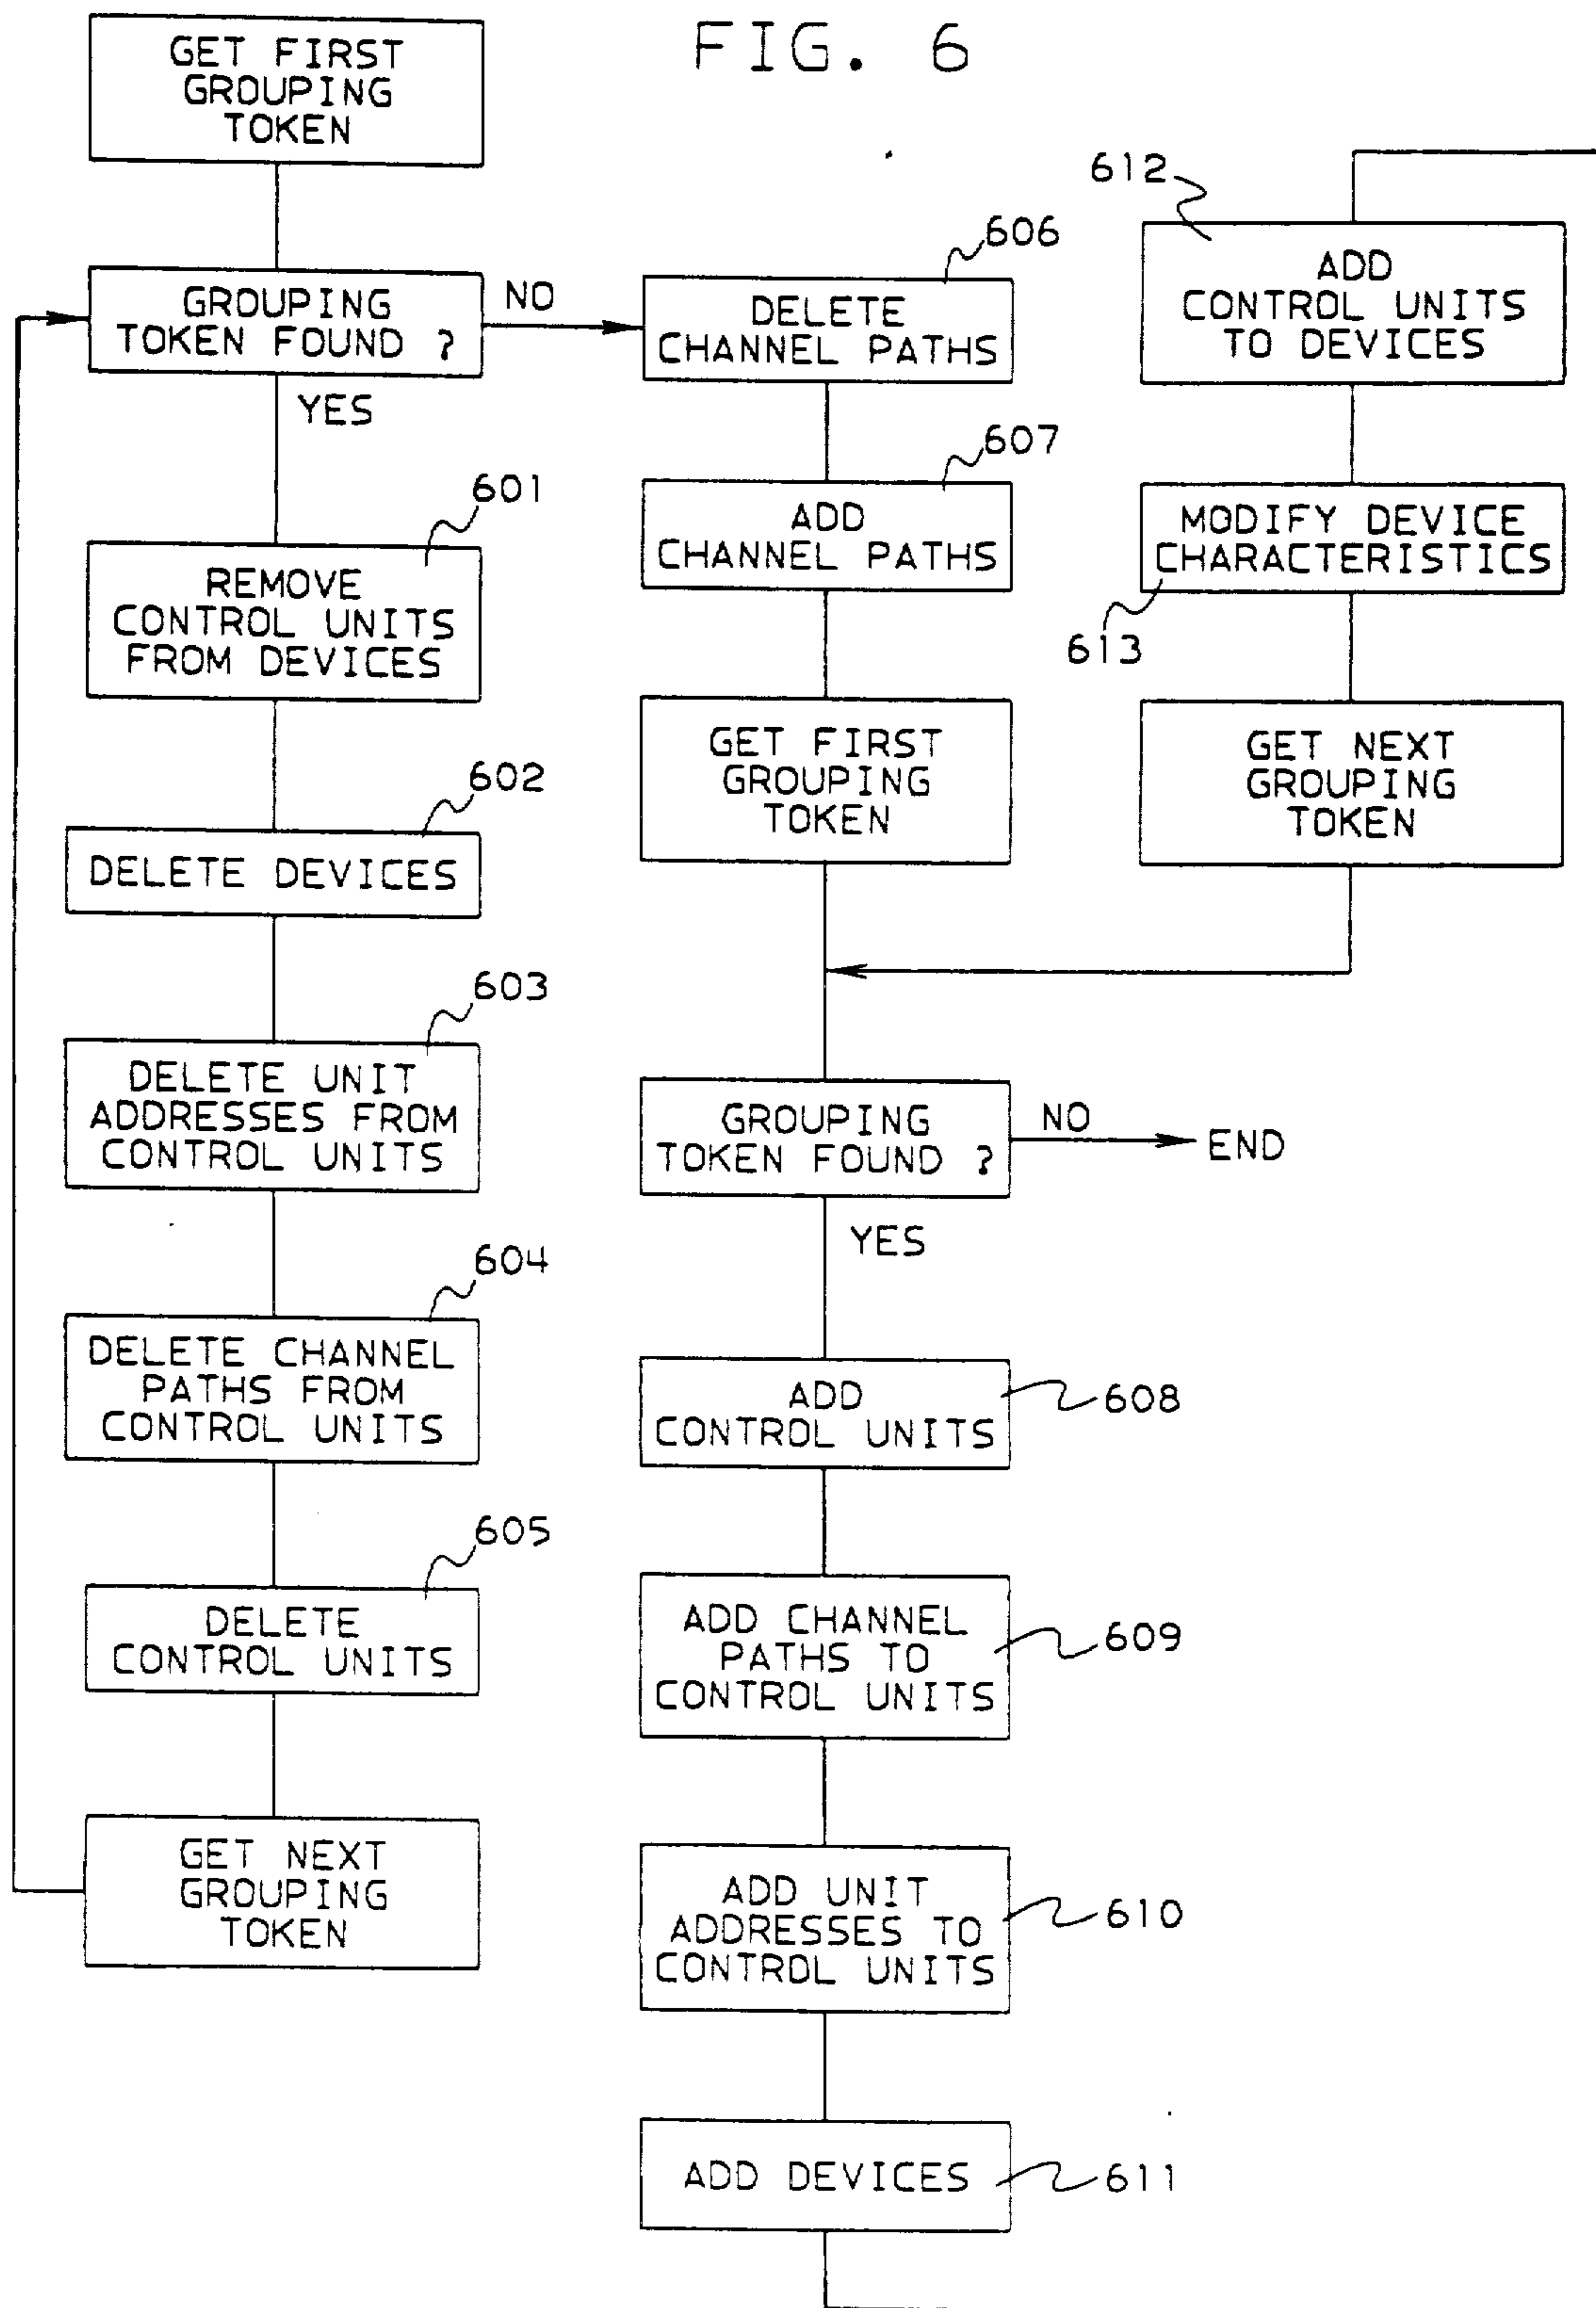 FIG. 6
GET FIRST
GROUPING
TOKEN
GROUPING
TOKEN FOUND ?
NO
YES
601
REMOVE
CONTROL UNITS
FROM DEVICES
602
DELETE DEVICES
603
DELETE UNIT
ADDRESSES FROM
CONTROL UNITS
604
DELETE CHANNEL
PATHS FROM
CONTROL UNITS
605
DELETE
CONTROL UNITS
GET NEXT
GROUPING
TOKEN
606
DELETE
CHANNEL PATHS
607
ADD
CHANNEL PATHS
GET FIRST
GROUPING
TOKEN
GROUPING
TOKEN FOUND ?
NO
END
YES
ADD
CONTROL UNITS
608
ADD CHANNEL
PATHS TO
CONTROL UNITS
609
ADD UNIT
ADDRESSES TO
CONTROL UNITS
610
ADD DEVICES
611
612
ADD
CONTROL UNITS
TO DEVICES
MODIFY DEVICE
CHARACTERISTICS
613
GET NEXT
GROUPING
TOKEN